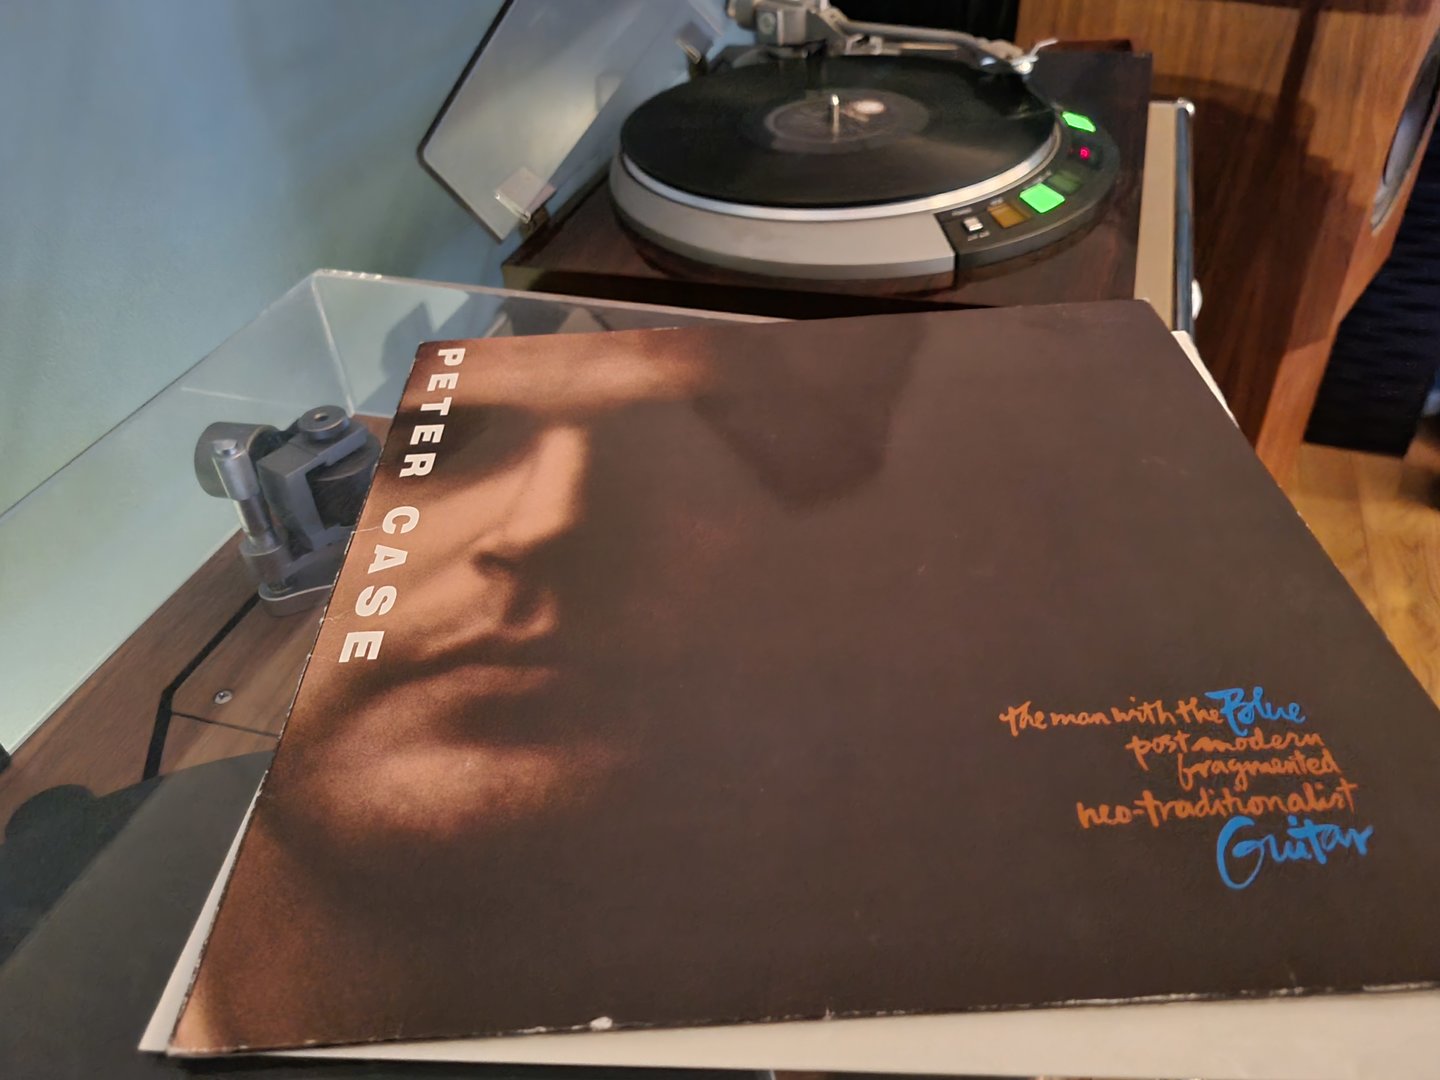 PETER CASE
the man with the Blue
post modern
fragmented
neo-traditionalist
Guitar